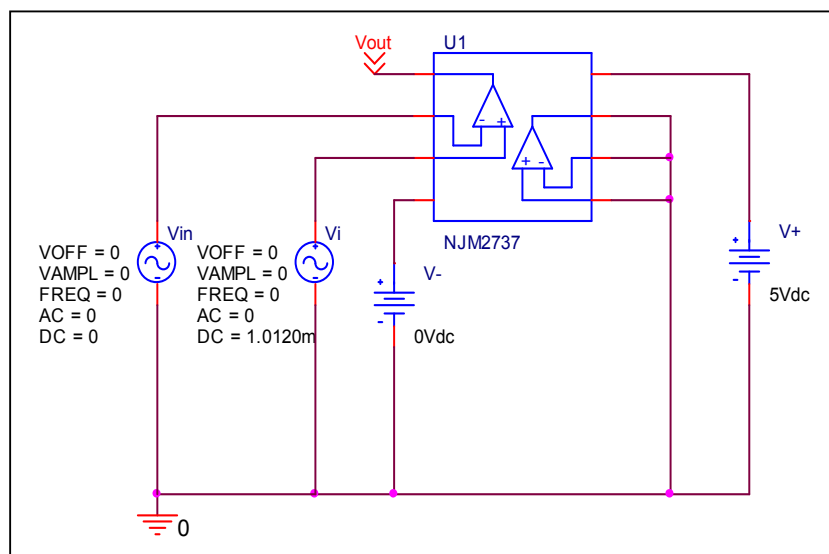 Vout
U1
- +
+ -
NJM2737
+
Vin
-
VOFF = 0
VAMPL = 0
FREQ = 0
AC = 0
DC = 0
+
Vi
-
VOFF = 0
VAMPL = 0
FREQ = 0
AC = 0
DC = 1.0120m
V-
+
-
0Vdc
V+
+
-
5Vdc
0